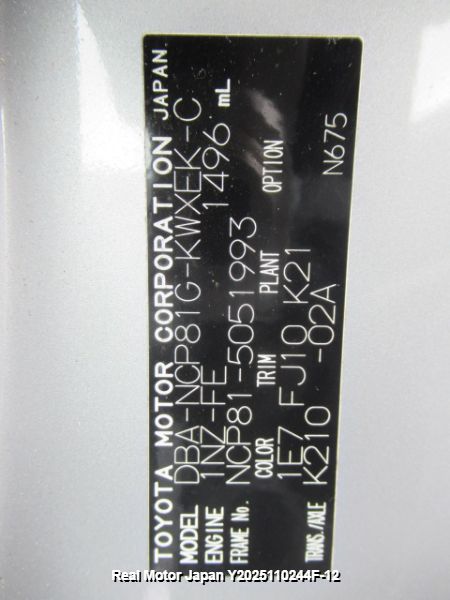 TOYOTA MOTOR CORPORATION JAPAN
MODEL DBA-NCP81G-KWXEK-C
ENGINE 1NZ-FE 1496 mL
FRAME No. NCP81-5051993
COLOR TRIM PLANT OPTION
1E7 FJ10 K21 N675
TRANS./AXLE K210 -02A
Real Motor Japan Y2025110244F-12